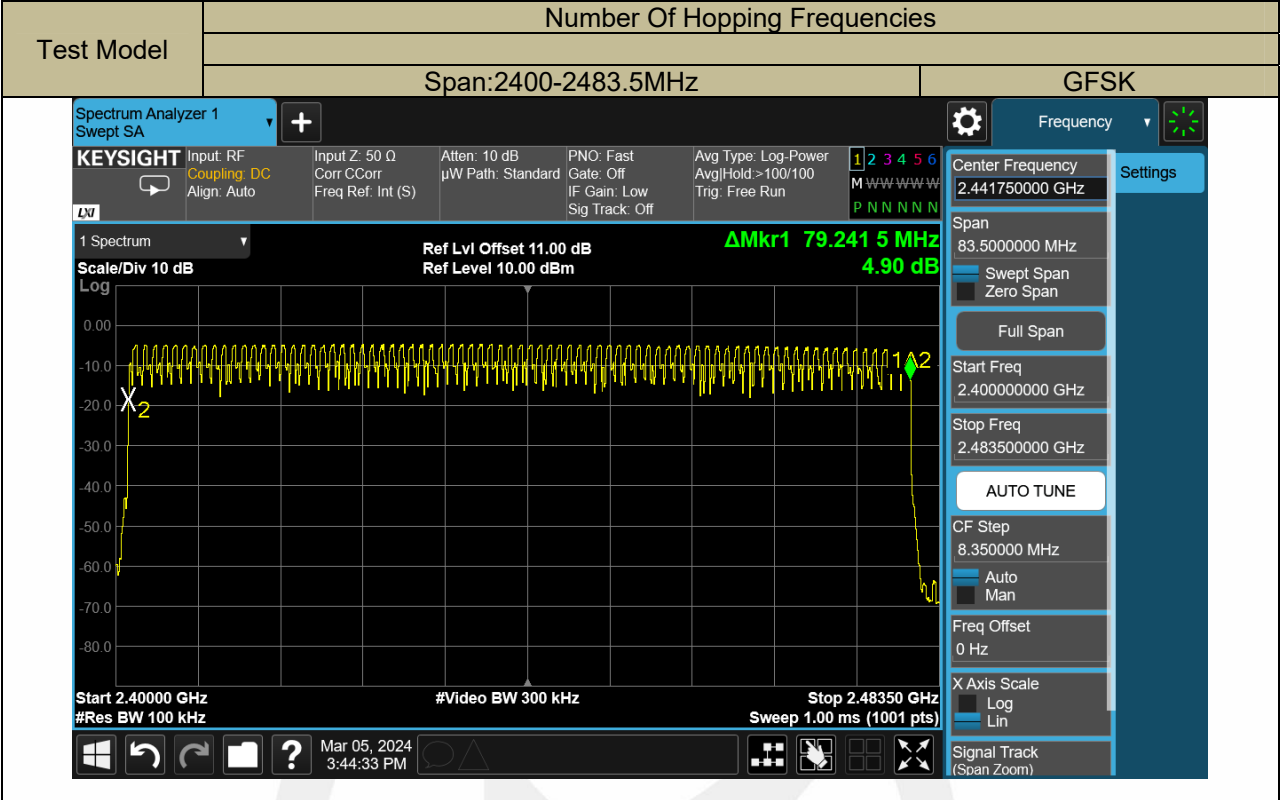 Test Model
Number Of Hopping Frequencies
Span:2400-2483.5MHz
GFSK
Spectrum Analyzer 1
Swept SA
+
Frequency
KEYSIGHT
LXI
Input: RF
Coupling: DC
Align: Auto
Input Z: 50 Ω
Corr CCorr
Freq Ref: Int (S)
Atten: 10 dB
µW Path: Standard
PNO: Fast
Gate: Off
IF Gain: Low
Sig Track: Off
Avg Type: Log-Power
Avg|Hold:>100/100
Trig: Free Run
1 2 3 4 5 6
M W W W W W
P N N N N N
1 Spectrum
Scale/Div 10 dB
Log
Ref Lvl Offset 11.00 dB
Ref Level 10.00 dBm
ΔMkr1 79.241 5 MHz
4.90 dB
0.00
-10.0
-20.0
-30.0
-40.0
-50.0
-60.0
-70.0
-80.0
X2
1Δ2
Start 2.40000 GHz
#Res BW 100 kHz
#Video BW 300 kHz
Stop 2.48350 GHz
Sweep 1.00 ms (1001 pts)
Settings
Center Frequency
2.441750000 GHz
Span
83.5000000 MHz
Swept Span
Zero Span
Full Span
Start Freq
2.400000000 GHz
Stop Freq
2.483500000 GHz
AUTO TUNE
CF Step
8.350000 MHz
Auto
Man
Freq Offset
0 Hz
X Axis Scale
Log
Lin
Signal Track
(Span Zoom)
?
Mar 05, 2024
3:44:33 PM